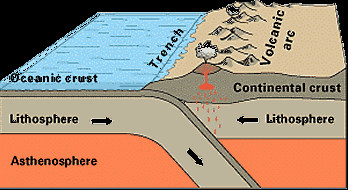 Trench
Volcanic
arc
Oceanic crust
Continental crust
Lithosphere
Lithosphere
Asthenosphere